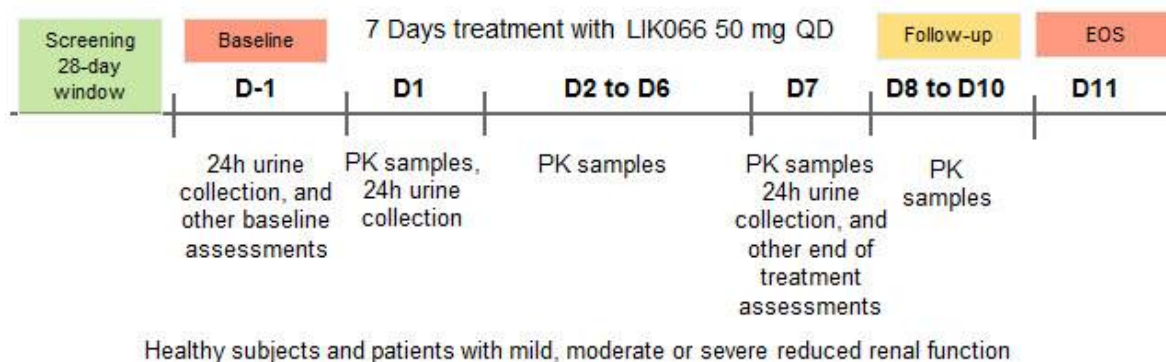 Screening
28-day
window
Baseline
7 Days treatment with LIK066 50 mg QD
Follow-up
EOS
D-1
D1
D2 to D6
D7
D8 to D10
D11
24h urine
collection, and
other baseline
assessments
PK samples,
24h urine
collection
PK samples
PK samples
24h urine
collection, and
other end of
treatment
assessments
PK
samples
Healthy subjects and patients with mild, moderate or severe reduced renal function